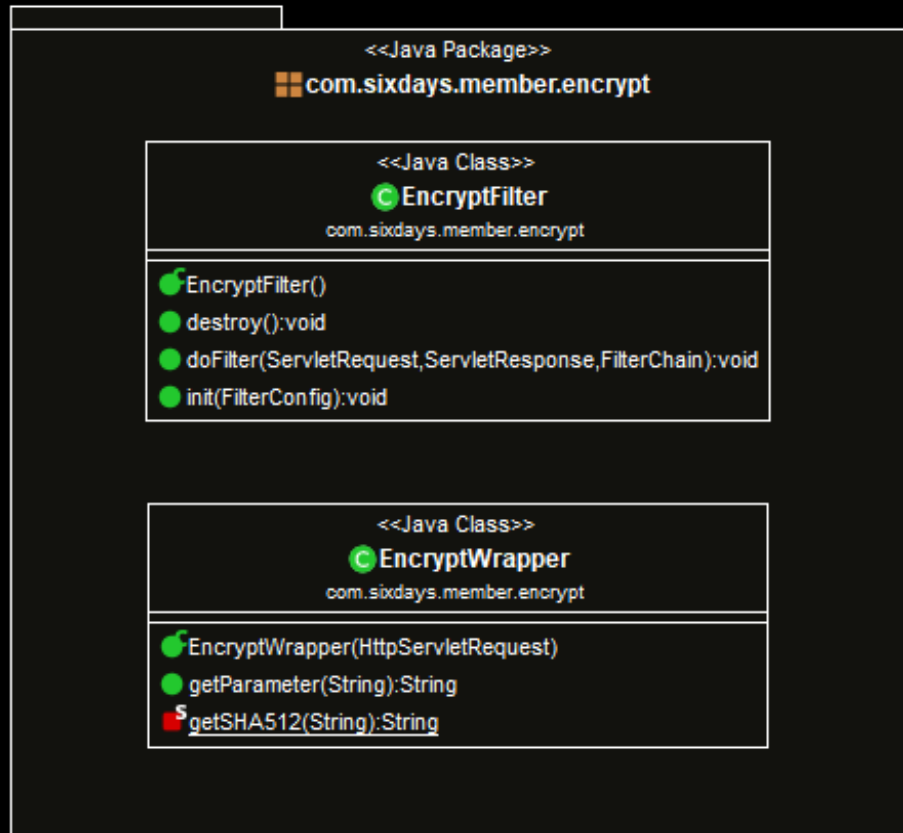 <<Java Package>>
com.sixdays.member.encrypt
<<Java Class>>
C EncryptFilter
com.sixdays.member.encrypt
EncryptFilter()
destroy():void
doFilter(ServletRequest,ServletResponse,FilterChain):void
init(FilterConfig):void
<<Java Class>>
C EncryptWrapper
com.sixdays.member.encrypt
EncryptWrapper(HttpServletRequest)
getParameter(String):String
S getSHA512(String):String